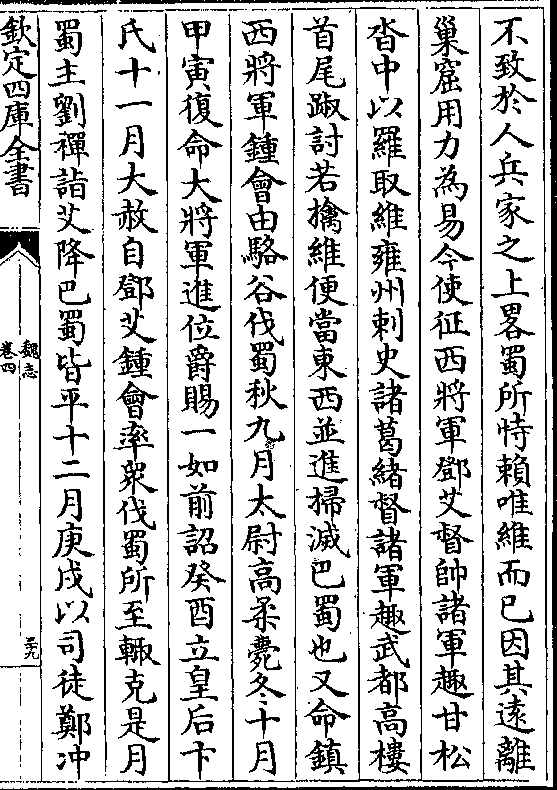 不致於人兵家之上畧蜀所恃賴唯維而已因其遠離
巢窟用力為易今使征西將軍鄧艾督帥諸軍趣甘松
沓中以羅取維雍州刺史諸葛緒督諸軍趣武都高樓
首尾踧討若擒維便當東西並進掃滅巴蜀也又命鎮
西將軍鍾會由駱谷伐蜀秋九月太尉高柔薨冬十月
甲寅復命大將軍進位爵賜一如前詔癸酉立皇后卞
氏十一月大赦自鄧艾鍾會率衆伐蜀所至輙克是月
蜀主劉禪詣艾降巴蜀皆平十二月庚戌以司徒鄭冲
欽定四庫全書
魏志
卷四
三九